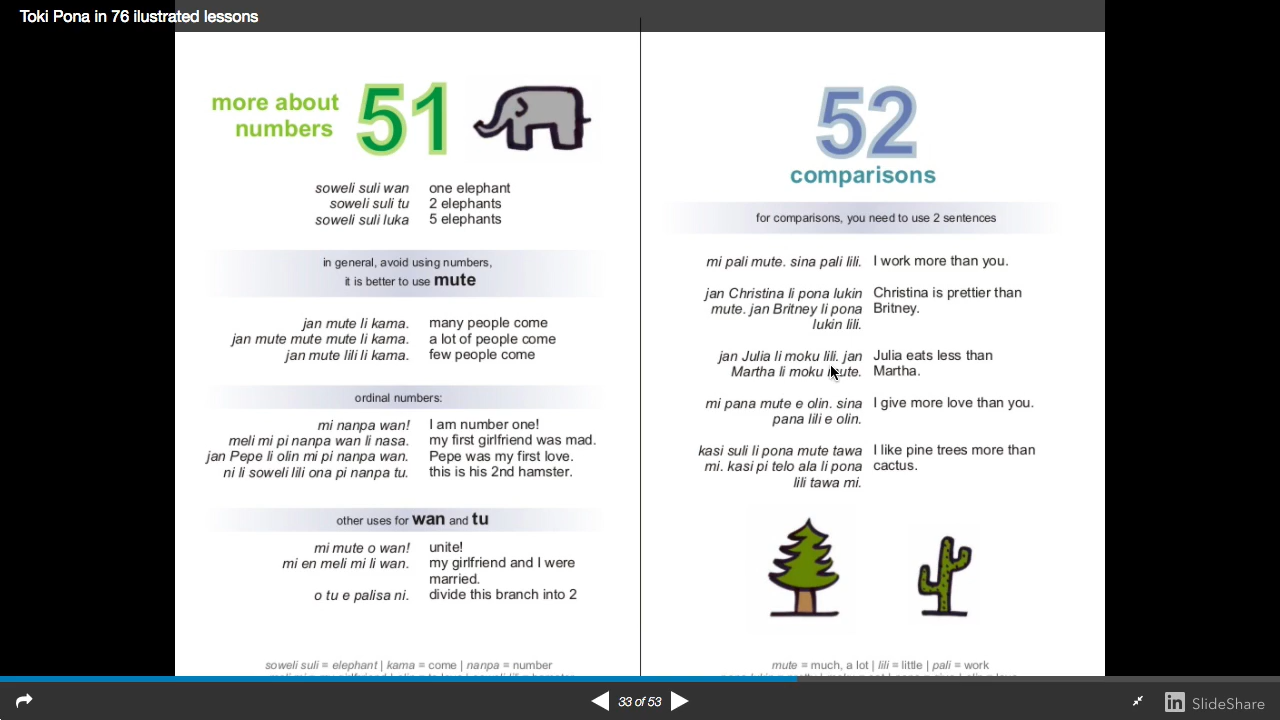 Toki Pona in 76 ilustrated lessons
more about
numbers
51
soweli suli wan one elephant
soweli suli tu 2 elephants
soweli suli luka 5 elephants
in general, avoid using numbers,
it is better to use mute
jan mute li kama. many people come
jan mute mute mute li kama. a lot of people come
jan mute lili li kama. few people come
ordinal numbers:
mi nanpa wan! I am number one!
meli mi pi nanpa wan li nasa. my first girlfriend was mad.
jan Pepe li olin mi pi nanpa wan. Pepe was my first love.
ni li soweli lili ona pi nanpa tu. this is his 2nd hamster.
other uses for wan and tu
mi mute o wan! unite!
mi en meli mi li wan. my girlfriend and I were
married.
o tu e palisa ni. divide this branch into 2
soweli suli = elephant | kama = come | nanpa = number
52
comparisons
for comparisons, you need to use 2 sentences
mi pali mute. sina pali lili. I work more than you.
jan Christina li pona lukin Christina is prettier than
mute. jan Britney li pona Britney.
lukin lili.
jan Julia li moku lili. jan Julia eats less than
Martha li moku mute. Martha.
mi pana mute e olin. sina I give more love than you.
pana lili e olin.
kasi suli li pona mute tawa I like pine trees more than
mi. kasi pi telo ala li pona cactus.
lili tawa mi.
mute = much, a lot | lili = little | pali = work
33 of 53
in SlideShare